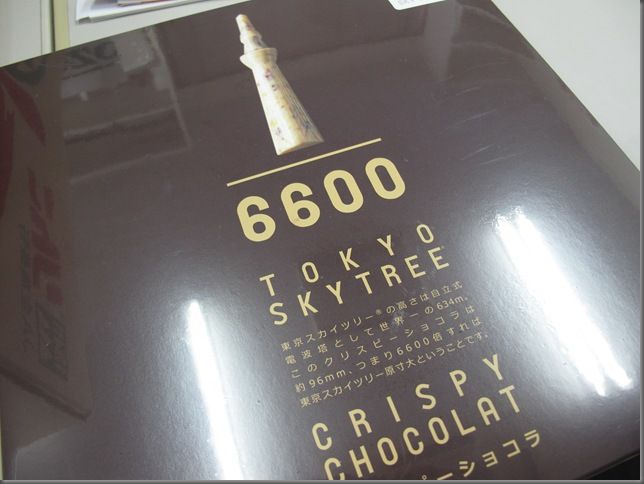 6600
TOKYO
SKYTREE®
東京スカイツリー®の高さは自立式
電波塔として世界一の634m。
このクリスピーショコラは
約96mm、つまり6600倍すれば
東京スカイツリー原寸大ということです。
CRISPY
CHOCOLAT
ピーショコラ